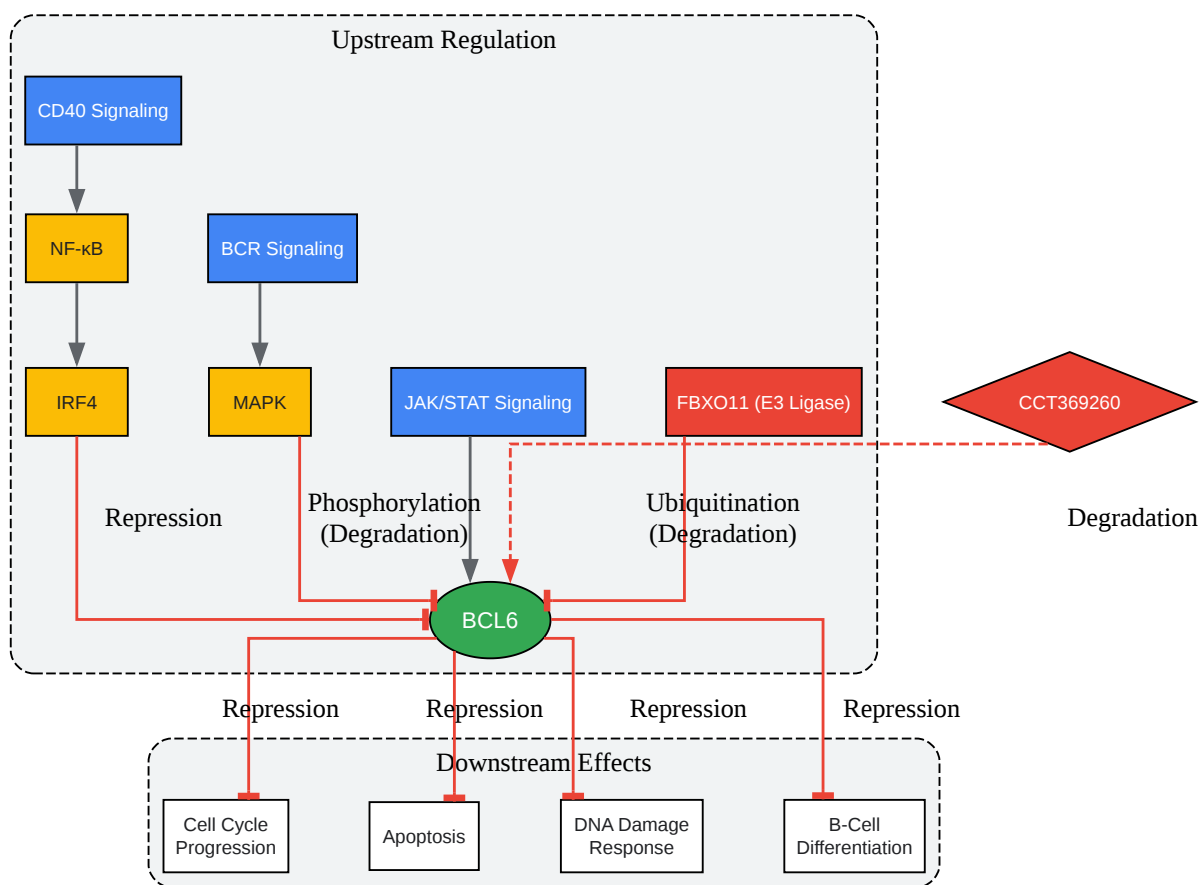 Upstream Regulation
CD40 Signaling
NF-κB
BCR Signaling
IRF4
MAPK
JAK/STAT Signaling
FBXO11 (E3 Ligase)
CCT369260
Repression
Phosphorylation
(Degradation)
Ubiquitination
(Degradation)
Degradation
BCL6
Repression
Repression
Repression
Repression
Downstream Effects
Cell Cycle
Progression
Apoptosis
DNA Damage
Response
B-Cell
Differentiation